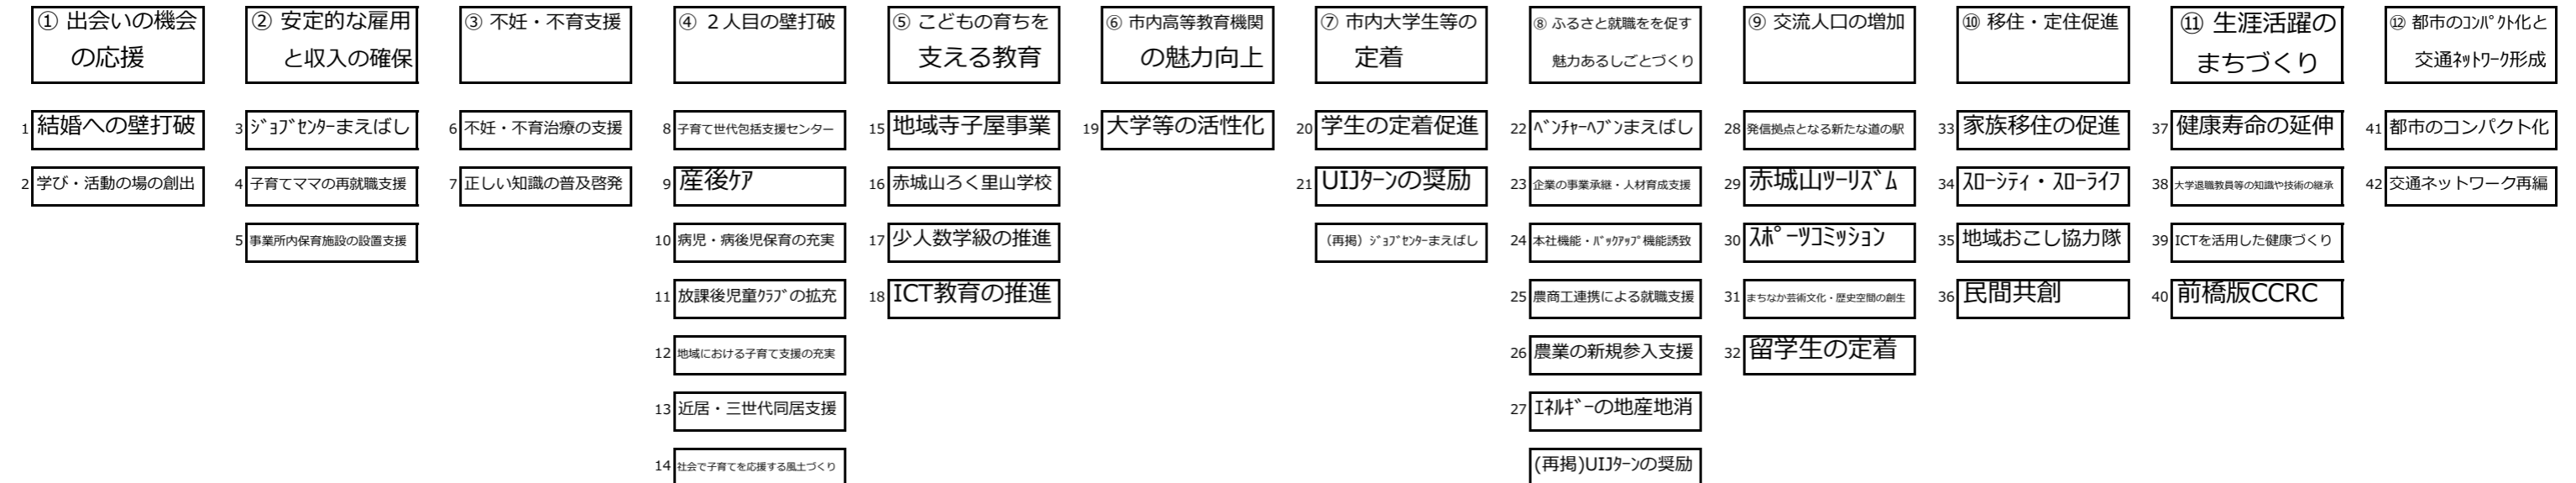 ① 出会いの機会
の応援
② 安定的な雇用
と収入の確保
③ 不妊・不育支援
④ ２人目の壁打破
⑤ こどもの育ちを
支える教育
⑥ 市内高等教育機関
の魅力向上
⑦ 市内大学生等の
定着
⑧ ふるさと就職をを促す
魅力あるしごとづくり
⑨ 交流人口の増加
⑩ 移住・定住促進
⑪ 生涯活躍の
まちづくり
⑫ 都市のｺﾝﾊﾟｸﾄ化と
交通ﾈｯﾄﾜｰｸ形成
1 結婚への壁打破
2 学び・活動の場の創出
3 ｼﾞｮﾌﾞｾﾝﾀｰまえばし
4 子育てママの再就職支援
5 事業所内保育施設の設置支援
6 不妊・不育治療の支援
7 正しい知識の普及啓発
8 子育て世代包括支援センター
9 産後ｹｱ
10 病児・病後児保育の充実
11 放課後児童ｸﾗﾌﾞの拡充
12 地域における子育て支援の充実
13 近居・三世代同居支援
14 社会で子育てを応援する風土づくり
15 地域寺子屋事業
16 赤城山ろく里山学校
17 少人数学級の推進
18 ICT教育の推進
19 大学等の活性化
20 学生の定着促進
21 UIJﾀｰﾝの奨励
(再掲) ｼﾞｮﾌﾞｾﾝﾀｰまえばし
22 ﾍﾞﾝﾁｬｰﾍﾌﾞﾝまえばし
23 企業の事業承継・人材育成支援
24 本社機能・ﾊﾞｯｸｱｯﾌﾟ機能誘致
25 農商工連携による就職支援
26 農業の新規参入支援
27 ｴﾈﾙｷﾞｰの地産地消
(再掲)UIJﾀｰﾝの奨励
28 発信拠点となる新たな道の駅
29 赤城山ﾂｰﾘｽﾞﾑ
30 ｽﾎﾟｰﾂｺﾐｯｼｮﾝ
31 まちなか芸術文化・歴史空間の創生
32 留学生の定着
33 家族移住の促進
34 ｽﾛｰｼﾃｨ・ｽﾛｰﾗｲﾌ
35 地域おこし協力隊
36 民間共創
37 健康寿命の延伸
38 大学退職教員等の知識や技術の継承
39 ICTを活用した健康づくり
40 前橋版CCRC
41 都市のコンパクト化
42 交通ネットワーク再編